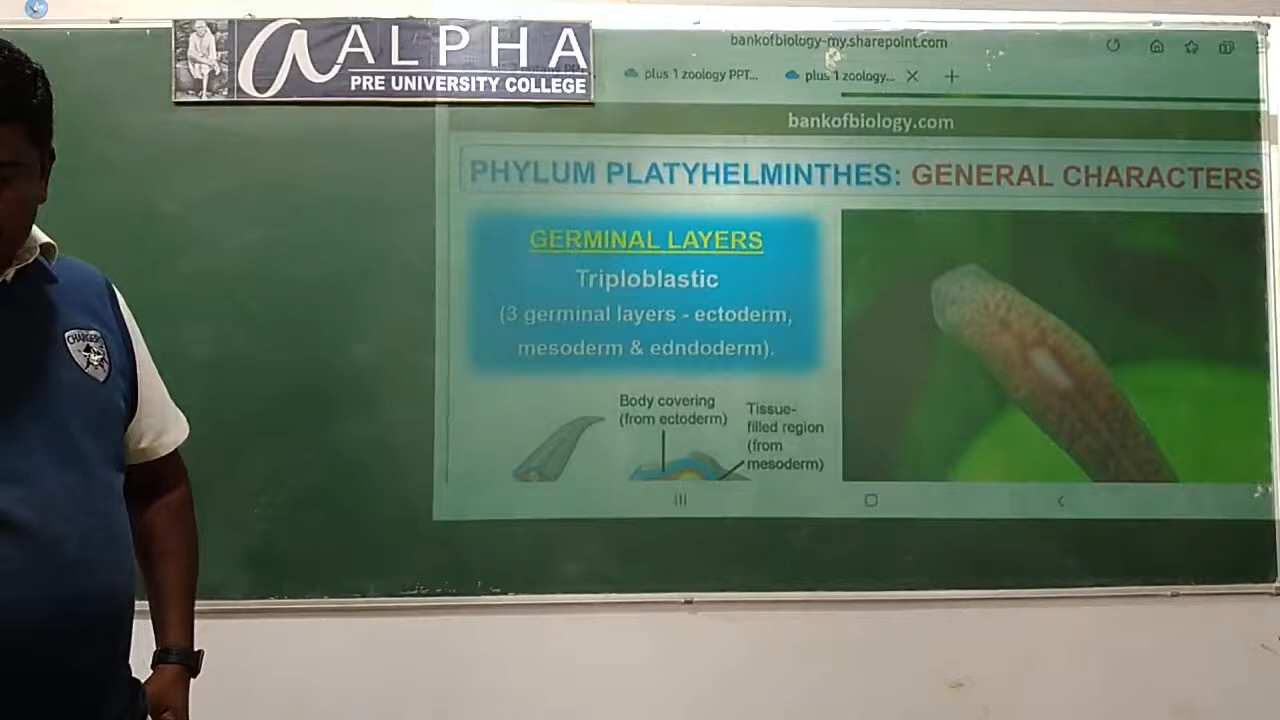 ALPHA
PRE UNIVERSITY COLLEGE
bankofbiology-my.sharepoint.com
plus 1 zoology PPT...
plus 1 zoology...
bankofbiology.com
PHYLUM PLATYHELMINTHES: GENERAL CHARACTERS
GERMINAL LAYERS
Triploblastic
(3 germinal layers - ectoderm,
mesoderm & edndoderm).
Body covering
(from ectoderm)
Tissue-
filled region
(from
mesoderm)